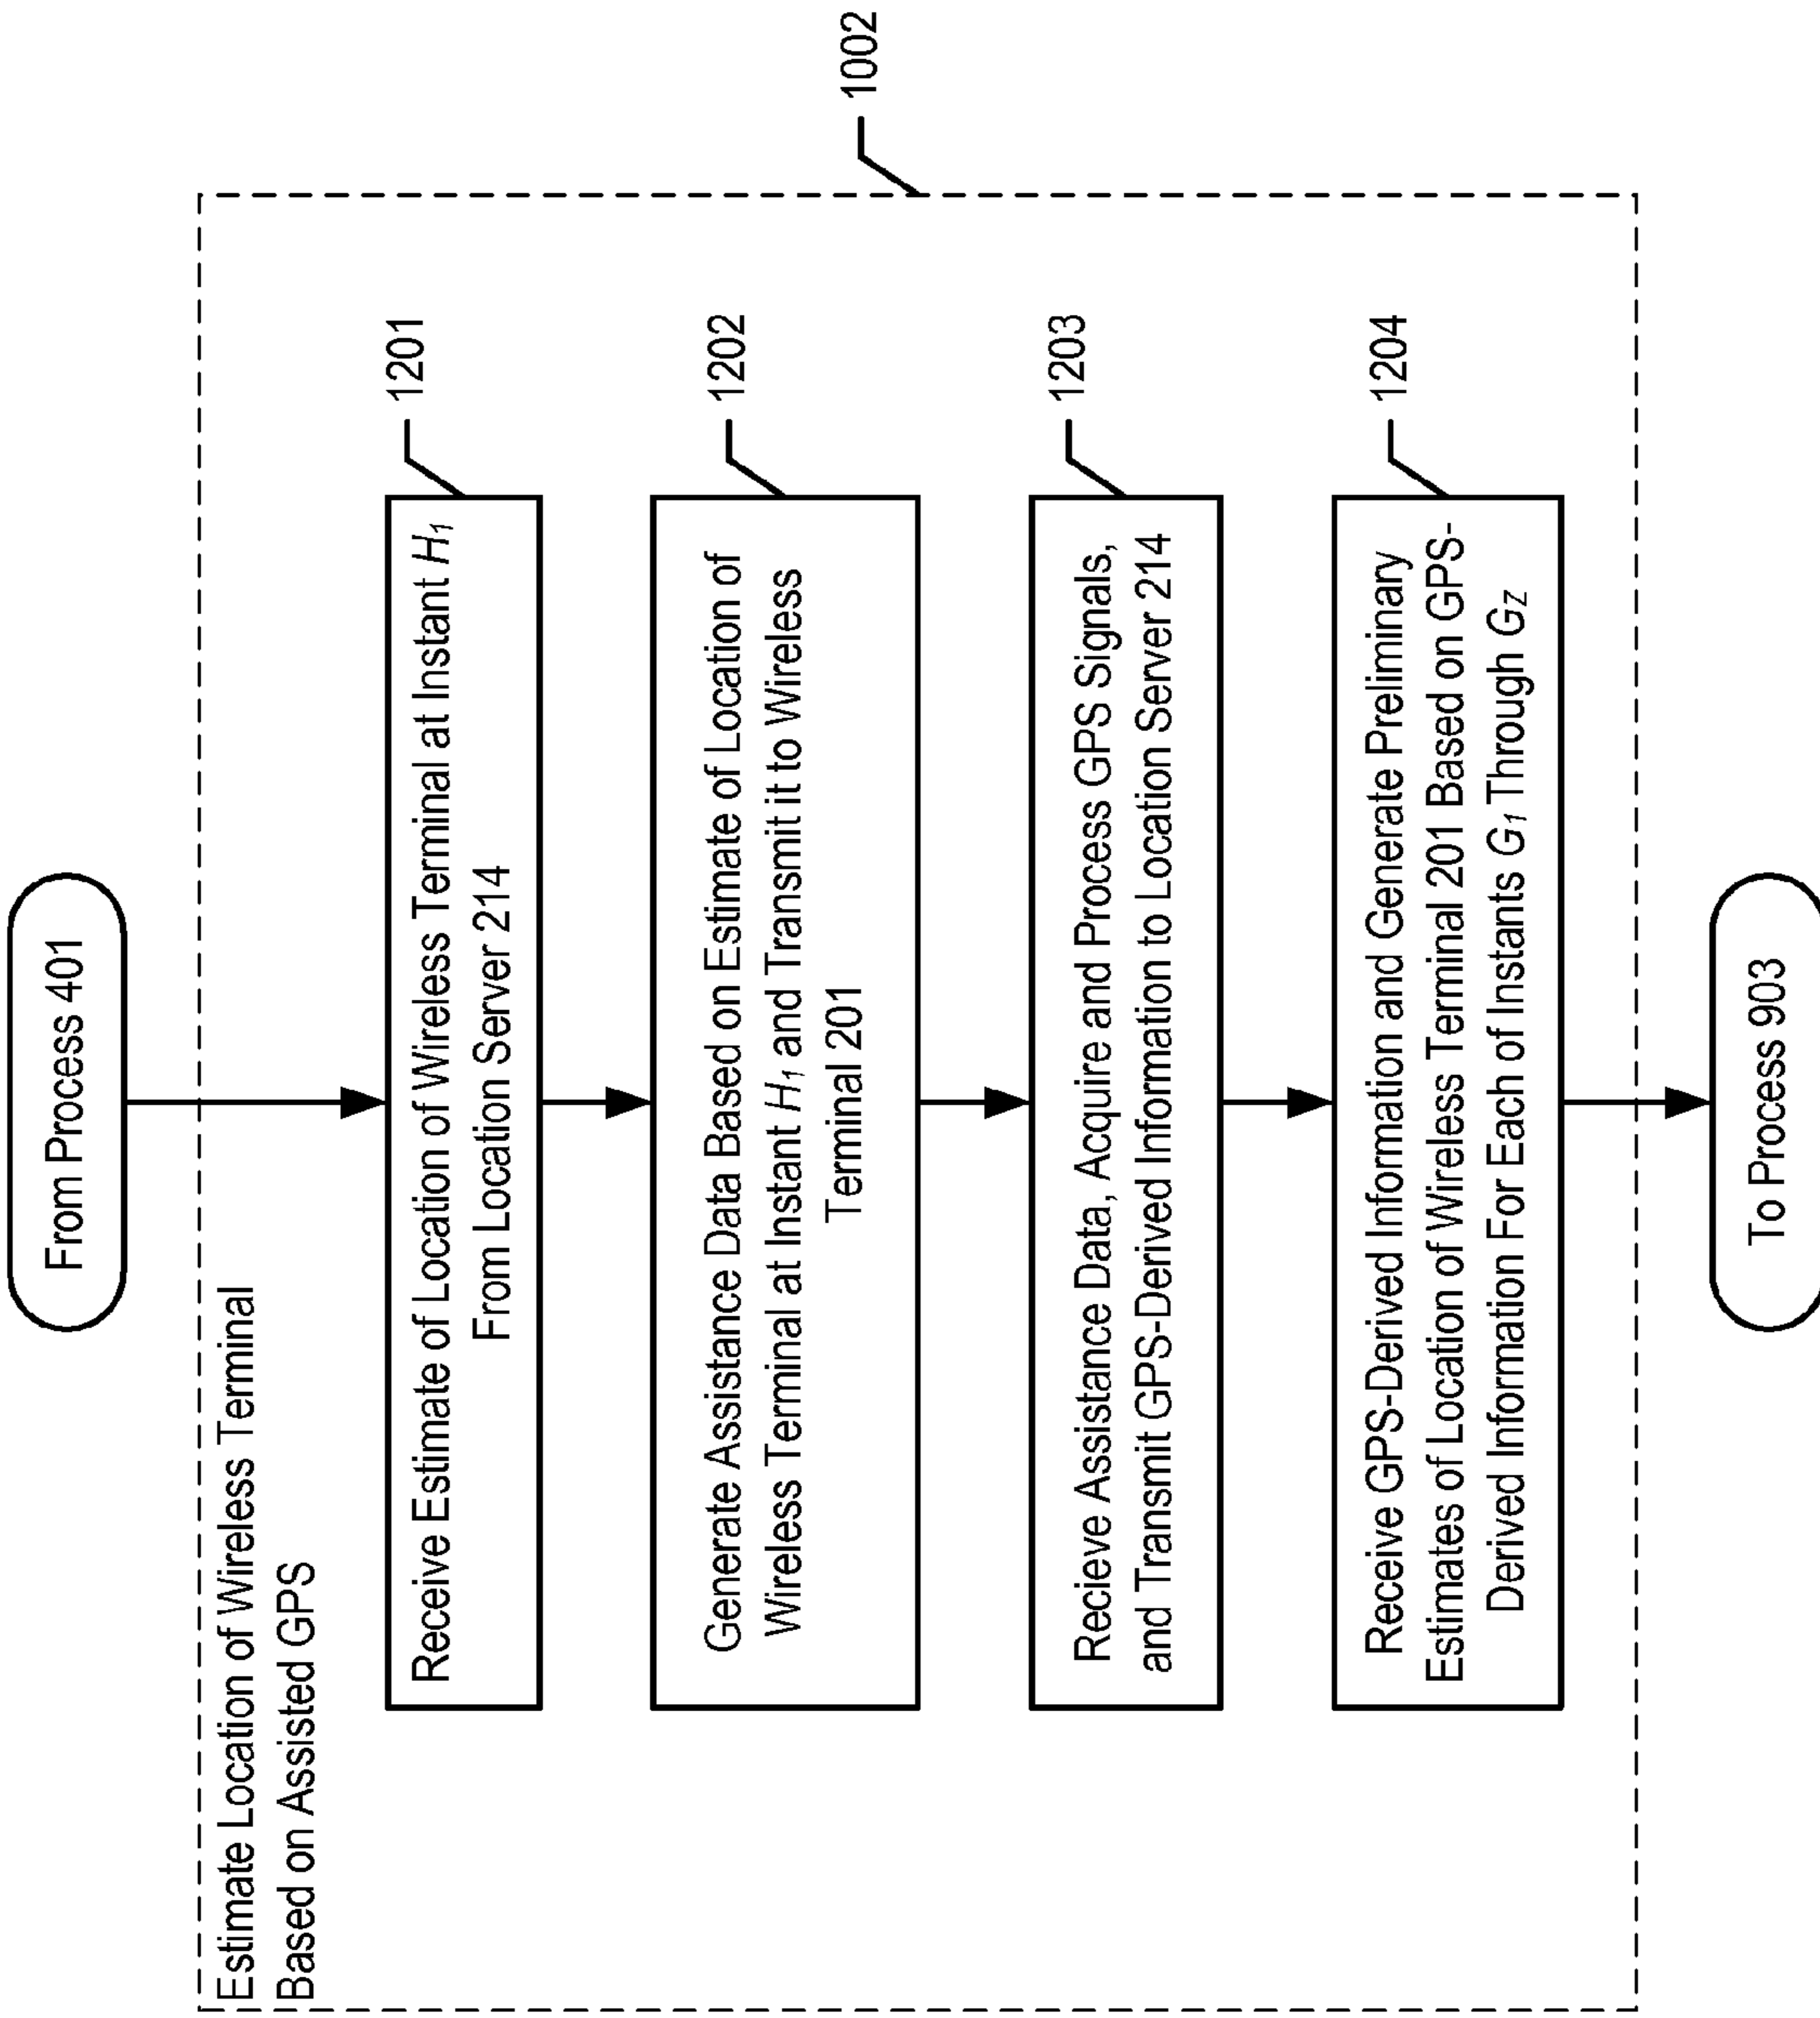 From Process 401
Estimate Location of Wireless Terminal
Based on Assisted GPS
1002
Receive Estimate of Location of Wireless Terminal at Instant H1
From Location Server 214
1201
Generate Assistance Data Based on Estimate of Location of
Wireless Terminal at Instant H1 and Transmit it to Wireless
Terminal 201
1202
Recieve Assistance Data, Acquire and Process GPS Signals,
and Transmit GPS-Derived Information to Location Server 214
1203
Receive GPS-Derived Information and Generate Preliminary
Estimates of Location of Wireless Terminal 201 Based on GPS-
Derived Information For Each of Instants G1 Through GZ
1204
To Process 903